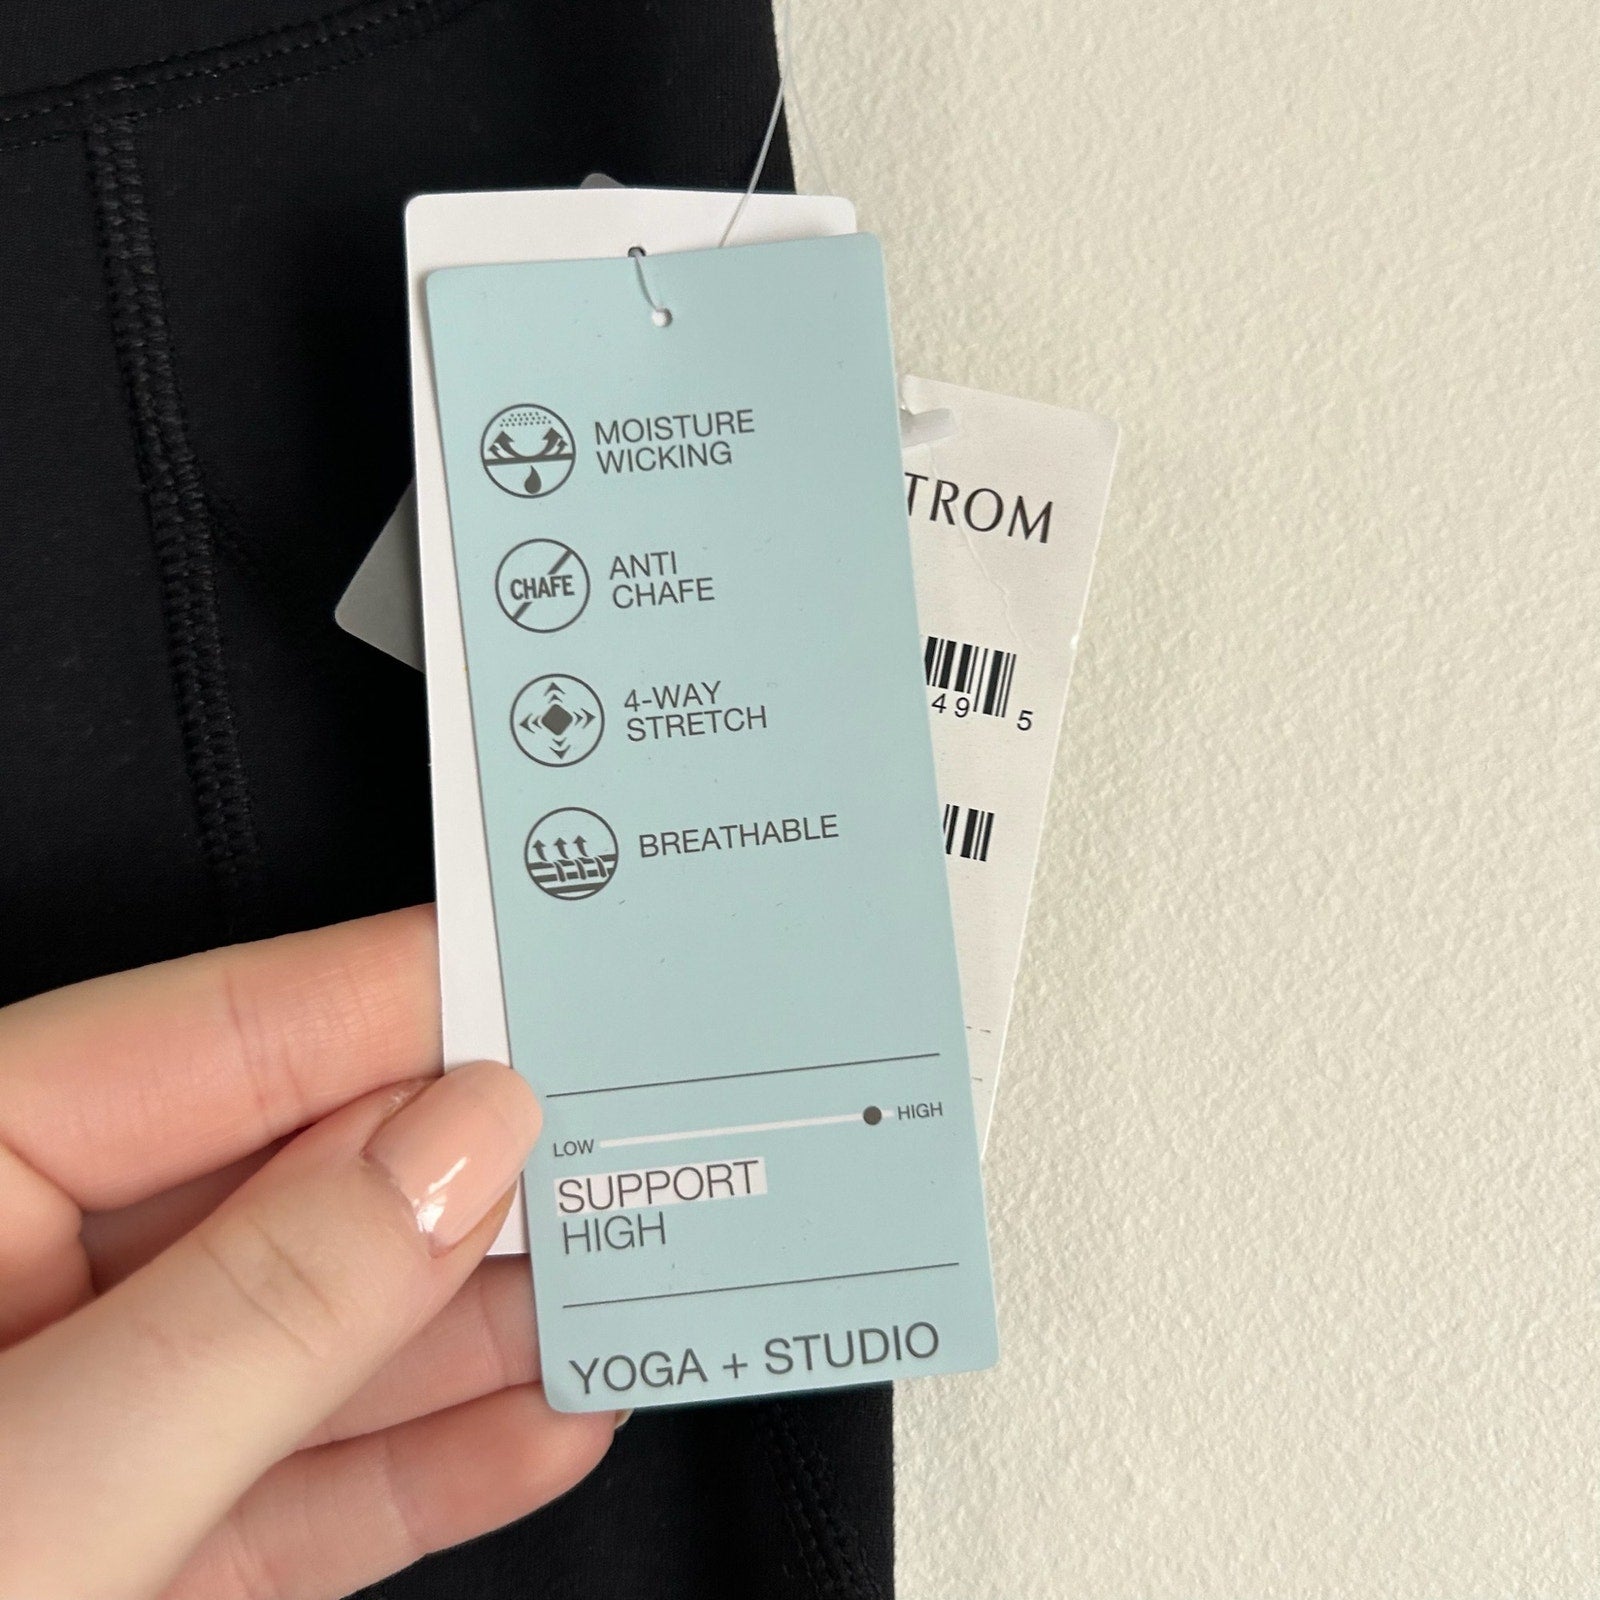 MOISTURE
WICKING
CHAFE
ANTI
CHAFE
4-WAY
STRETCH
BREATHABLE
LOW
HIGH
SUPPORT
HIGH
YOGA + STUDIO
TROM
49
5